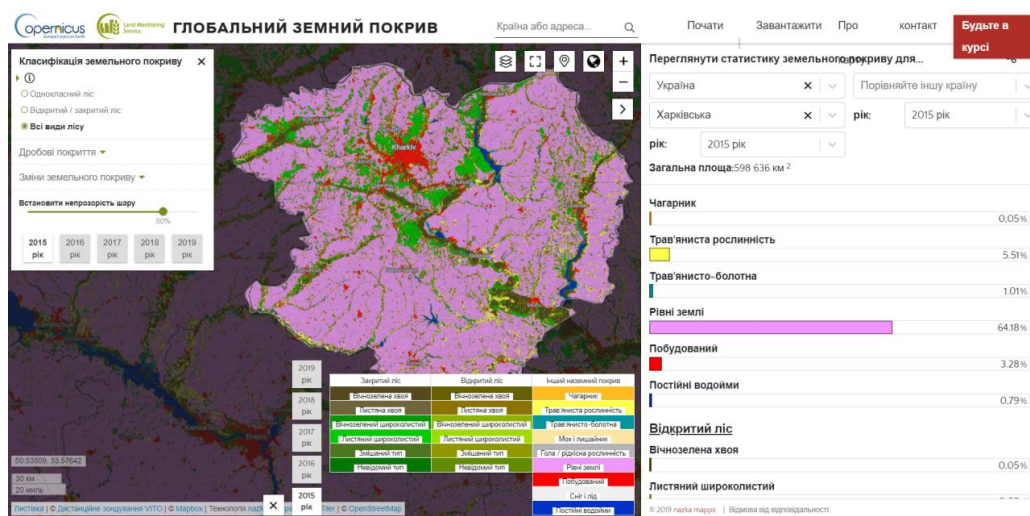 opernicus
Europe's eyes on Earth
Land Monitoring
Service
ГЛОБАЛЬНИЙ ЗЕМНИЙ ПОКРИВ
Країна або адреса...
Почати
Завантажити
Про
контакт
Будьте в
курсі
Класифікація земельного покриву
Однокласний ліс
Відкритий / закритий ліс
Всі види лісу
Дробові покриття
Зміни земельного покриву
Встановити непрозорість шару
80%
2015
рік
2016
рік
2017
рік
2018
рік
2019
рік
Kharkiv
50.53509, 33.57642
30 км
20 миль
2019
рік
2018
рік
2017
рік
2016
рік
2015
рік
Закритий ліс
Відкритий ліс
Інший наземний покрив
Вічнозелена хвоя
Вічнозелена хвоя
Чагарник
Листяна хвоя
Листяна хвоя
Трав'яниста рослинність
Вічнозелений широколистий
Вічнозелений широколистий
Трав'янисто-болотна
Листяний широколистий
Листяний широколистий
Мох і лишайник
Змішаний тип
Змішаний тип
Гола / рідкісна рослинність
Невідомий тип
Невідомий тип
Рівні землі
Побудований
Сніг і лід
Постійні водойми
Листівка | © Дистанційне зондування VITO | © Mapbox | Технологія nazka Tiler | © OpenStreetMap
Переглянути статистику земельного покриву для...
Україна
Порівняйте іншу країну
Харківська
рік:
2015 рік
рік:
2015 рік
Загальна площа:598 636 км 2
Чагарник
0,05%
Трав'яниста рослинність
5.51%
Трав'янисто-болотна
1.01%
Рівні землі
64.18%
Побудований
3.28%
Постійні водойми
0,79%
Відкритий ліс
Вічнозелена хвоя
0,05%
Листяний широколистий
© 2019 nazka mapps | Відмова від відповідальності